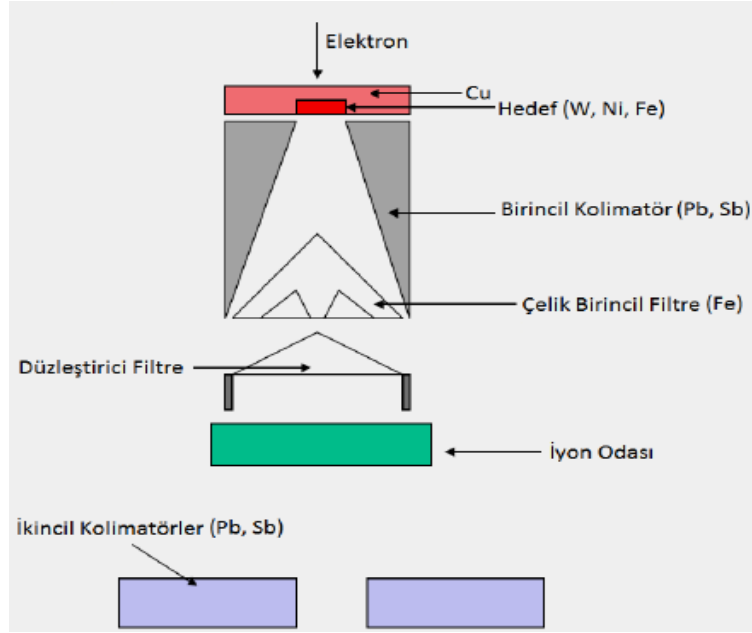 Elektron
Cu
Hedef (W, Ni, Fe)
Birincil Kolimatör (Pb, Sb)
Çelik Birincil Filtre (Fe)
Düzleştirici Filtre
İyon Odası
İkincil Kolimatörler (Pb, Sb)